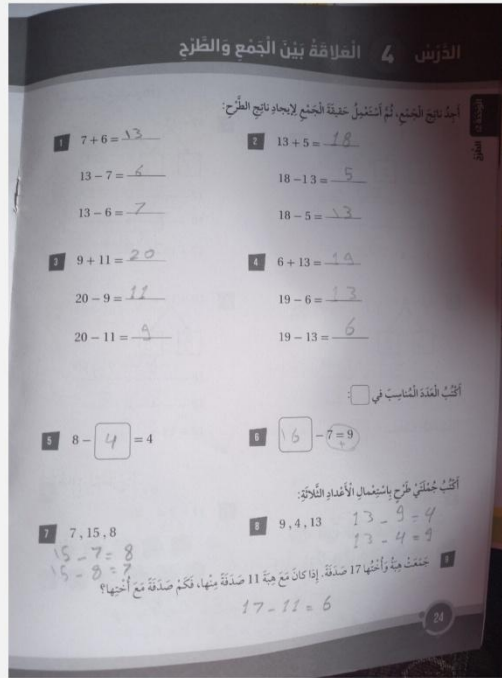 الدَّرْسُ 4 الْعَلاقَةُ بَيْنَ الْجَمْعِ وَالطَّرْحِ
أَجِدُ ناتِجَ الْجَمْعِ، ثُمَّ أَسْتَعْمِلُ حَقيقَةَ الْجَمْعِ لِإيجادِ ناتِجِ الطَّرْحِ:
1 7 + 6 = 13
2 13 + 5 = 18
13 − 7 = 6
18 − 13 = 5
13 − 6 = 7
18 − 5 = 13
3 9 + 11 = 20
4 6 + 13 = 19
20 − 9 = 11
19 − 6 = 13
20 − 11 = 9
19 − 13 = 6
أَكْتُبُ الْعَدَدَ الْمُناسِبَ في □:
5 8 − 4 = 4
6 16 − 7 = 9
+
أَكْتُبُ جُمْلَتَيْ طَرْحٍ بِاسْتِعْمالِ الْأَعْدادِ الثَّلاثَةِ:
7 7 , 15 , 8
15 - 7 = 8
15 - 8 = 7
8 9 , 4 , 13
13 - 9 = 4
13 - 4 = 9
9 جَمَعَتْ هِبَةُ وَأُخْتُها 17 صَدَفَةً. إِذا كانَ مَعَ هِبَةَ 11 صَدَفَةً مِنْها، فَكَمْ صَدَفَةً مَعَ أُخْتِها؟
17 - 11 = 6
24
الطَّرْحُ